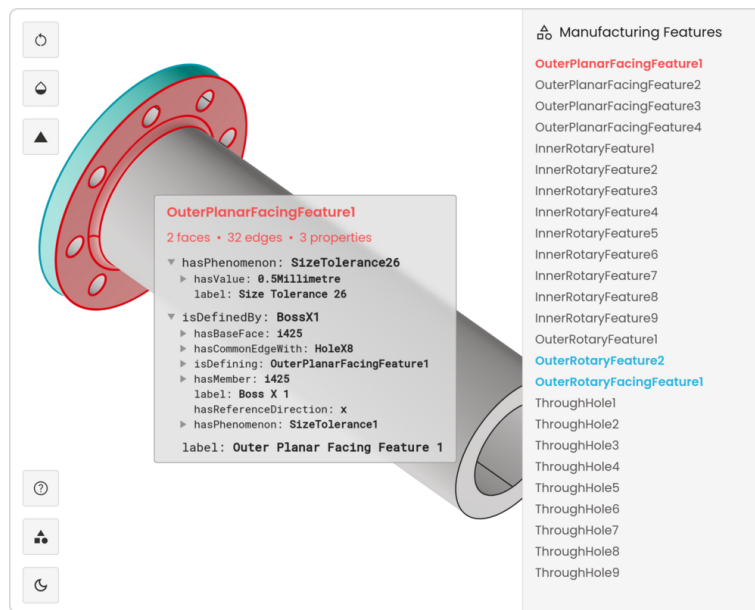 Manufacturing Features
OuterPlanarFacingFeature1
OuterPlanarFacingFeature2
OuterPlanarFacingFeature3
OuterPlanarFacingFeature4
InnerRotaryFeature1
InnerRotaryFeature2
InnerRotaryFeature3
InnerRotaryFeature4
InnerRotaryFeature5
InnerRotaryFeature6
InnerRotaryFeature7
InnerRotaryFeature8
InnerRotaryFeature9
OuterRotaryFeature1
OuterRotaryFeature2
OuterRotaryFacingFeature1
ThroughHole1
ThroughHole2
ThroughHole3
ThroughHole4
ThroughHole5
ThroughHole6
ThroughHole7
ThroughHole8
ThroughHole9
OuterPlanarFacingFeature1
2 faces • 32 edges • 3 properties
hasPhenomenon: SizeTolerance26
hasValue: 0.5Millimetre
label: Size Tolerance 26
isDefinedBy: BossX1
hasBaseFace: i425
hasCommonEdgeWith: HoleX8
isDefining: OuterPlanarFacingFeature1
hasMember: i425
label: Boss X 1
hasReferenceDirection: x
hasPhenomenon: SizeTolerance1
label: Outer Planar Facing Feature 1